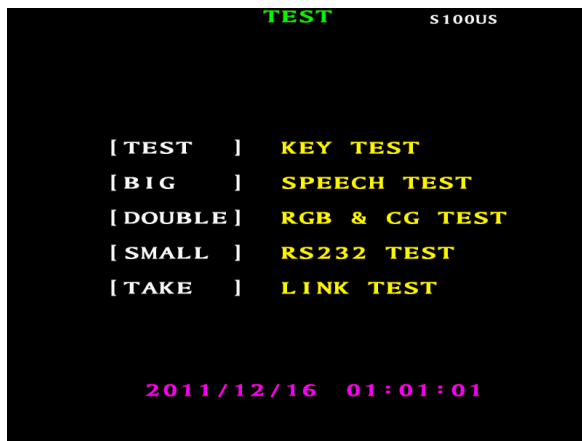 TEST S100US
[TEST ] KEY TEST
[BIG ] SPEECH TEST
[DOUBLE] RGB & CG TEST
[SMALL ] RS232 TEST
[TAKE ] LINK TEST
2011/12/16 01:01:01